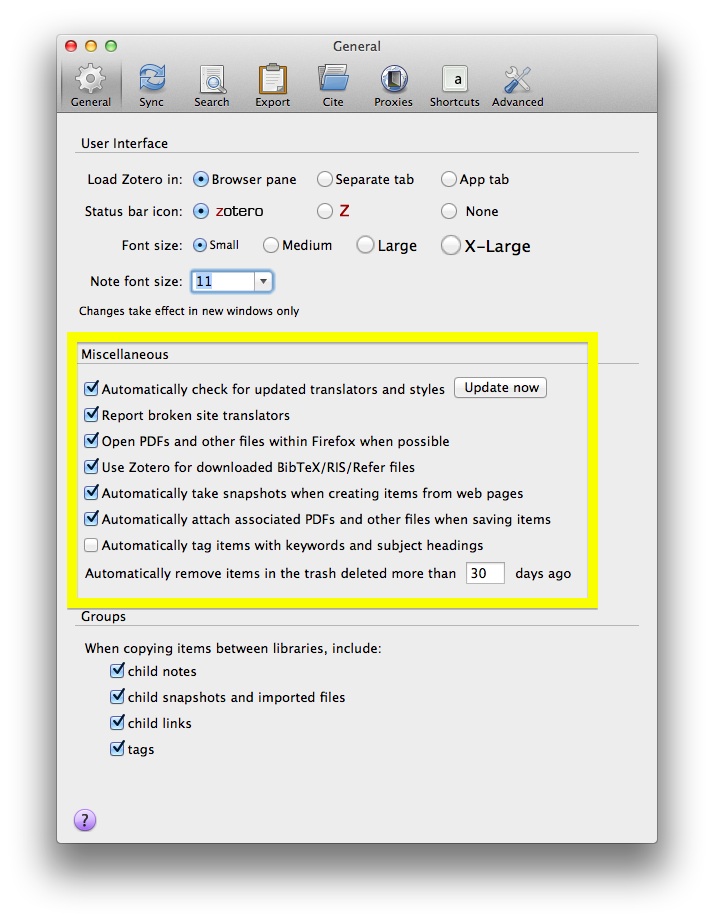 General
General Sync Search Export Cite Proxies Shortcuts Advanced
User Interface
Load Zotero in: Browser pane Separate tab App tab
Status bar icon: zotero Z None
Font size: Small Medium Large X-Large
Note font size: 11
Changes take effect in new windows only
Miscellaneous
Automatically check for updated translators and styles Update now
Report broken site translators
Open PDFs and other files within Firefox when possible
Use Zotero for downloaded BibTeX/RIS/Refer files
Automatically take snapshots when creating items from web pages
Automatically attach associated PDFs and other files when saving items
Automatically tag items with keywords and subject headings
Automatically remove items in the trash deleted more than 30 days ago
Groups
When copying items between libraries, include:
child notes
child snapshots and imported files
child links
tags
?